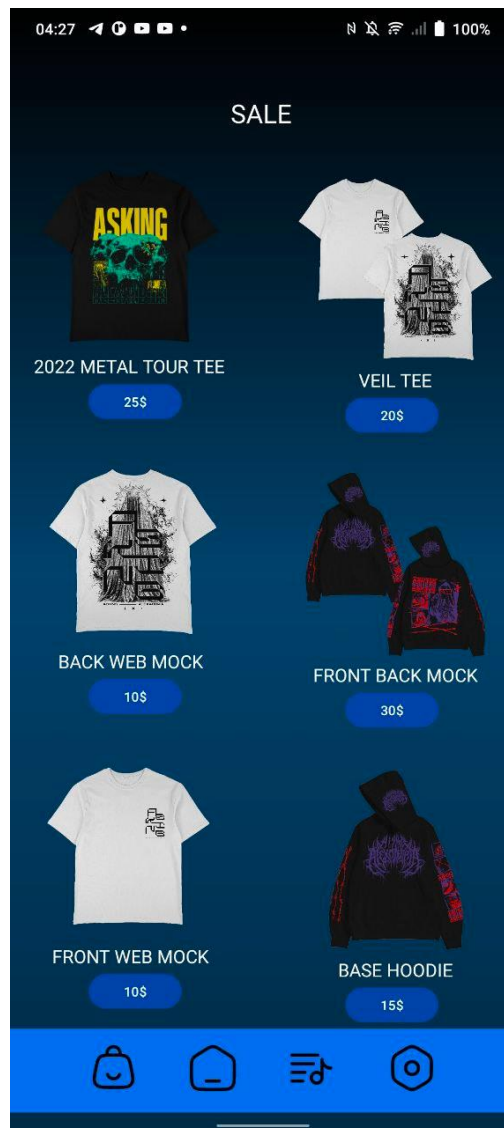 04:27
100%
SALE
ASKING
2022 METAL TOUR TEE
25$
VEIL TEE
20$
BACK WEB MOCK
10$
FRONT BACK MOCK
30$
FRONT WEB MOCK
10$
BASE HOODIE
15$